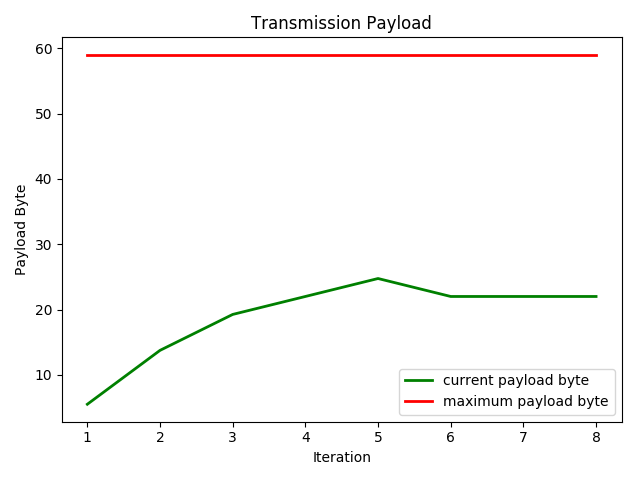 Transmission Payload
60
50
40
30
20
10
Payload Byte
1 2 3 4 5 6 7 8
Iteration
current payload byte
maximum payload byte